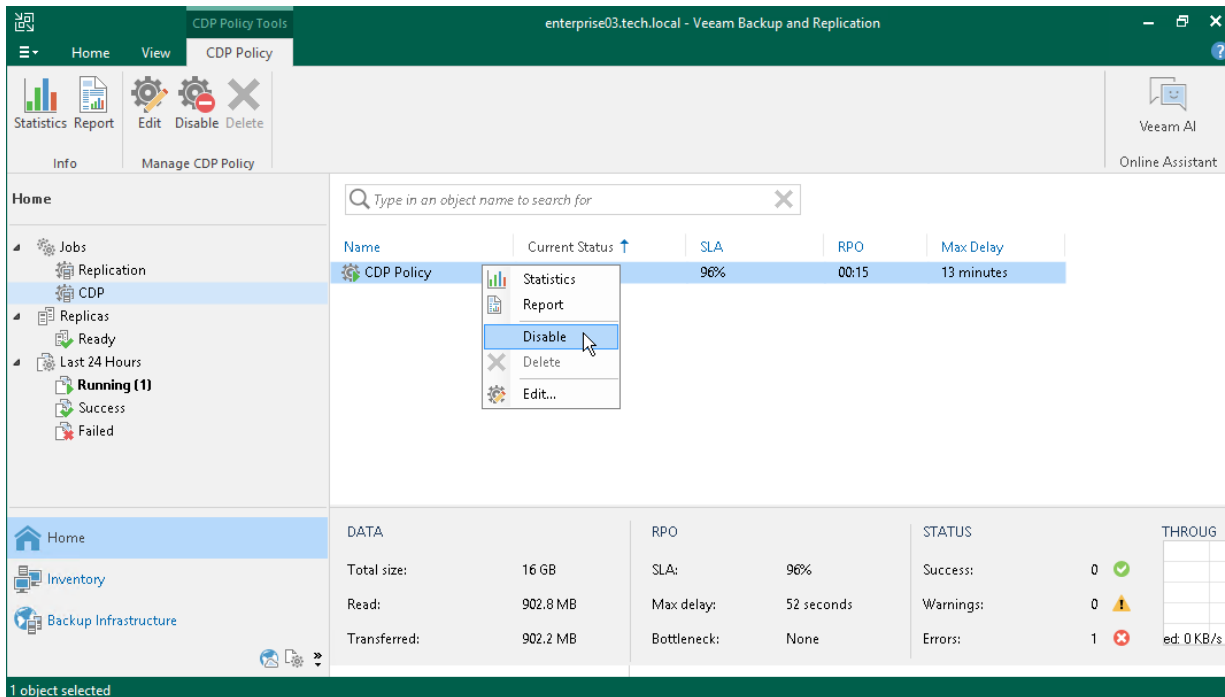 CDP Policy Tools
enterprise03.tech.local - Veeam Backup and Replication
Home View CDP Policy
Statistics Report Edit Disable Delete
Veeam AI
Info Manage CDP Policy Online Assistant
Home
Type in an object name to search for
Jobs
Replication
CDP
Replicas
Ready
Last 24 Hours
Running (1)
Success
Failed
Name Current Status SLA RPO Max Delay
CDP Policy 96% 00:15 13 minutes
Statistics
Report
Disable
Delete
Edit...
Home
Inventory
Backup Infrastructure
DATA RPO STATUS THROUG
Total size: 16 GB SLA: 96% Success: 0
Read: 902.8 MB Max delay: 52 seconds Warnings: 0
Transferred: 902.2 MB Bottleneck: None Errors: 1 ed: 0 KB/s
1 object selected